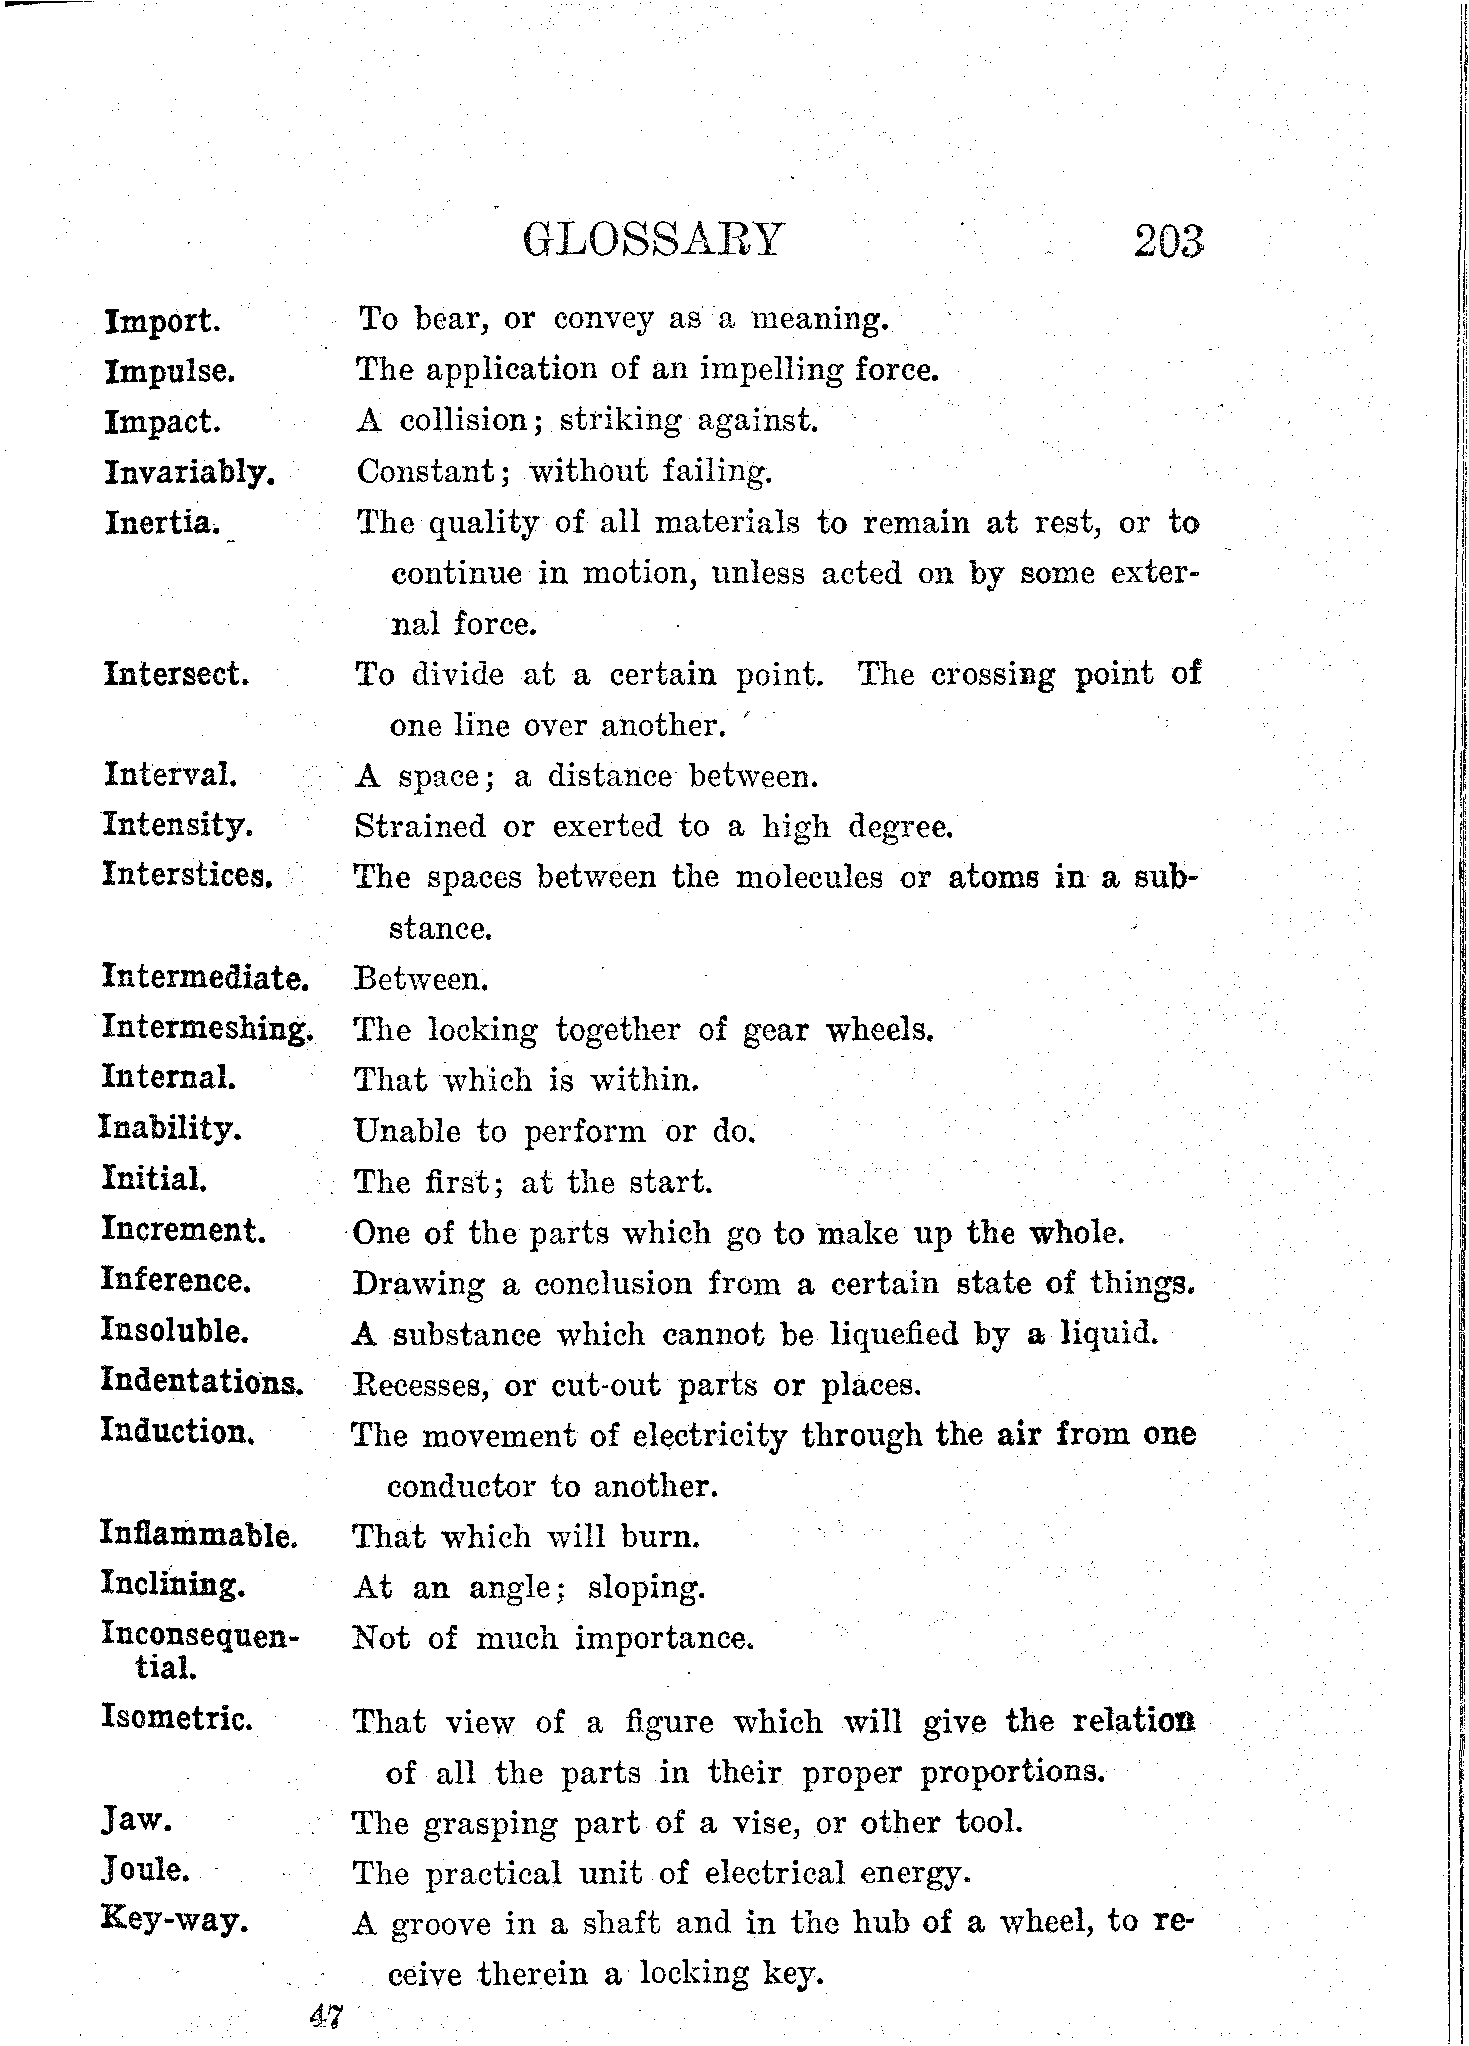 GLOSSARY 203
Import. To bear, or convey as a meaning.
Impulse. The application of an impelling force.
Impact. A collision; striking against.
Invariably. Constant; without failing.
Inertia. The quality of all materials to remain at rest, or to
continue in motion, unless acted on by some exter-
nal force.
Intersect. To divide at a certain point. The crossing point of
one line over another.
Interval. A space; a distance between.
Intensity. Strained or exerted to a high degree.
Interstices. The spaces between the molecules or atoms in a sub-
stance.
Intermediate. Between.
Intermeshing. The locking together of gear wheels.
Internal. That which is within.
Inability. Unable to perform or do.
Initial. The first; at the start.
Increment. One of the parts which go to make up the whole.
Inference. Drawing a conclusion from a certain state of things.
Insoluble. A substance which cannot be liquefied by a liquid.
Indentations. Recesses, or cut-out parts or places.
Induction. The movement of electricity through the air from one
conductor to another.
Inflammable. That which will burn.
Inclining. At an angle; sloping.
Inconsequen- Not of much importance.
tial.
Isometric. That view of a figure which will give the relation
of all the parts in their proper proportions.
Jaw. The grasping part of a vise, or other tool.
Joule. The practical unit of electrical energy.
Key-way. A groove in a shaft and in the hub of a wheel, to re-
ceive therein a locking key.
47